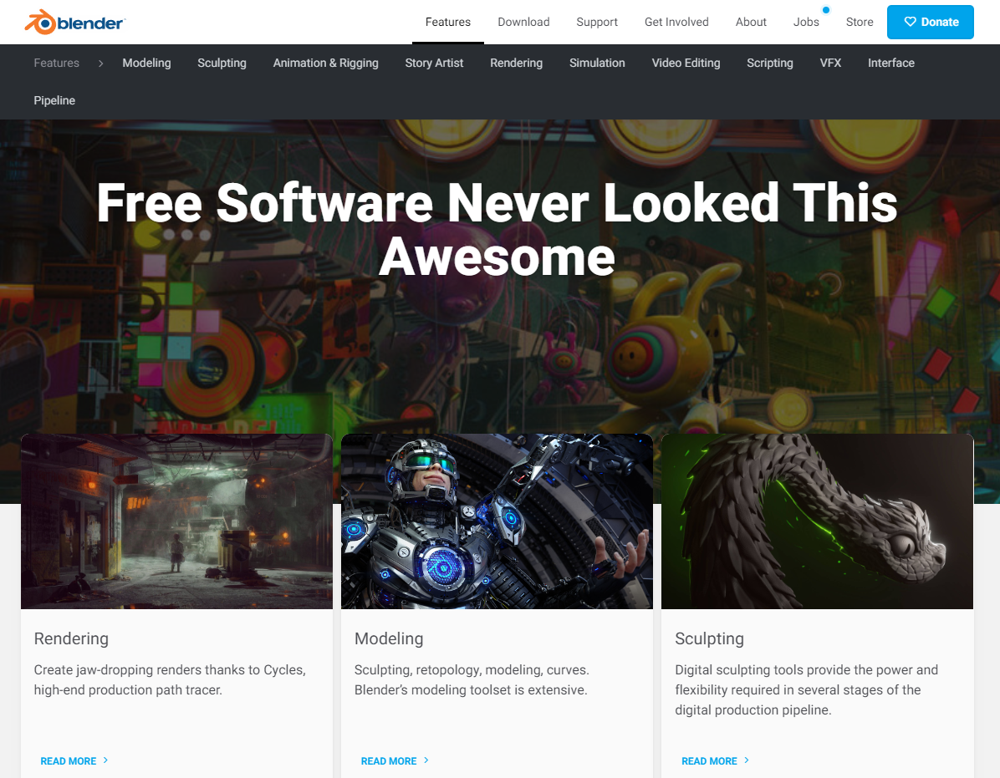 blender
Features Download Support Get Involved About Jobs Store Donate
Features Modeling Sculpting Animation & Rigging Story Artist Rendering Simulation Video Editing Scripting VFX Interface
Pipeline
Free Software Never Looked This
Awesome
Rendering
Create jaw-dropping renders thanks to Cycles,
high-end production path tracer.
READ MORE
Modeling
Sculpting, retopology, modeling, curves.
Blender’s modeling toolset is extensive.
READ MORE
Sculpting
Digital sculpting tools provide the power and
flexibility required in several stages of the
digital production pipeline.
READ MORE